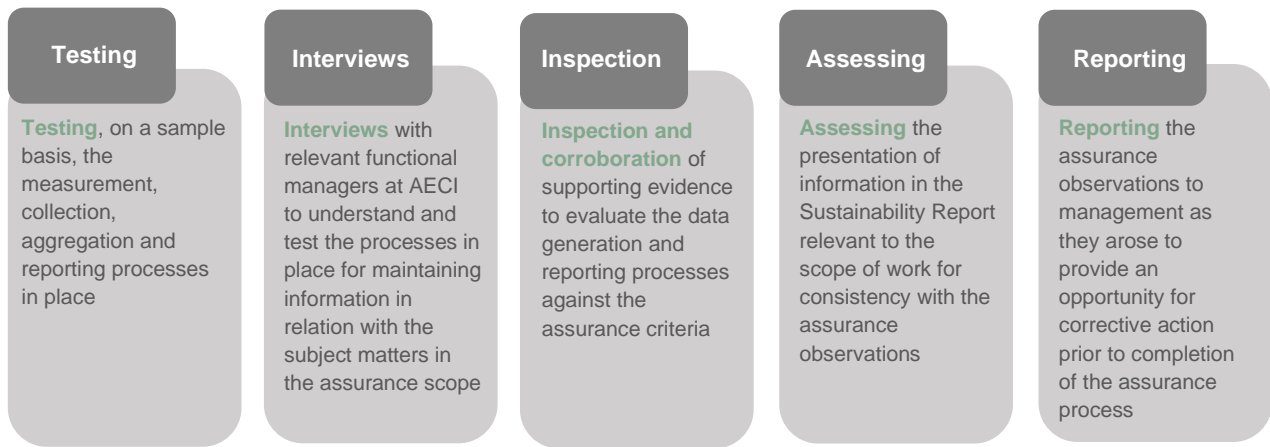 Testing
Testing, on a sample
basis, the
measurement,
collection,
aggregation and
reporting processes
in place
Interviews
Interviews with
relevant functional
managers at AECI
to understand and
test the processes in
place for maintaining
information in
relation with the
subject matters in
the assurance scope
Inspection
Inspection and
corroboration of
supporting evidence
to evaluate the data
generation and
reporting processes
against the
assurance criteria
Assessing
Assessing the
presentation of
information in the
Sustainability Report
relevant to the
scope of work for
consistency with the
assurance
observations
Reporting
Reporting the
assurance
observations to
management as
they arose to
provide an
opportunity for
corrective action
prior to completion
of the assurance
process